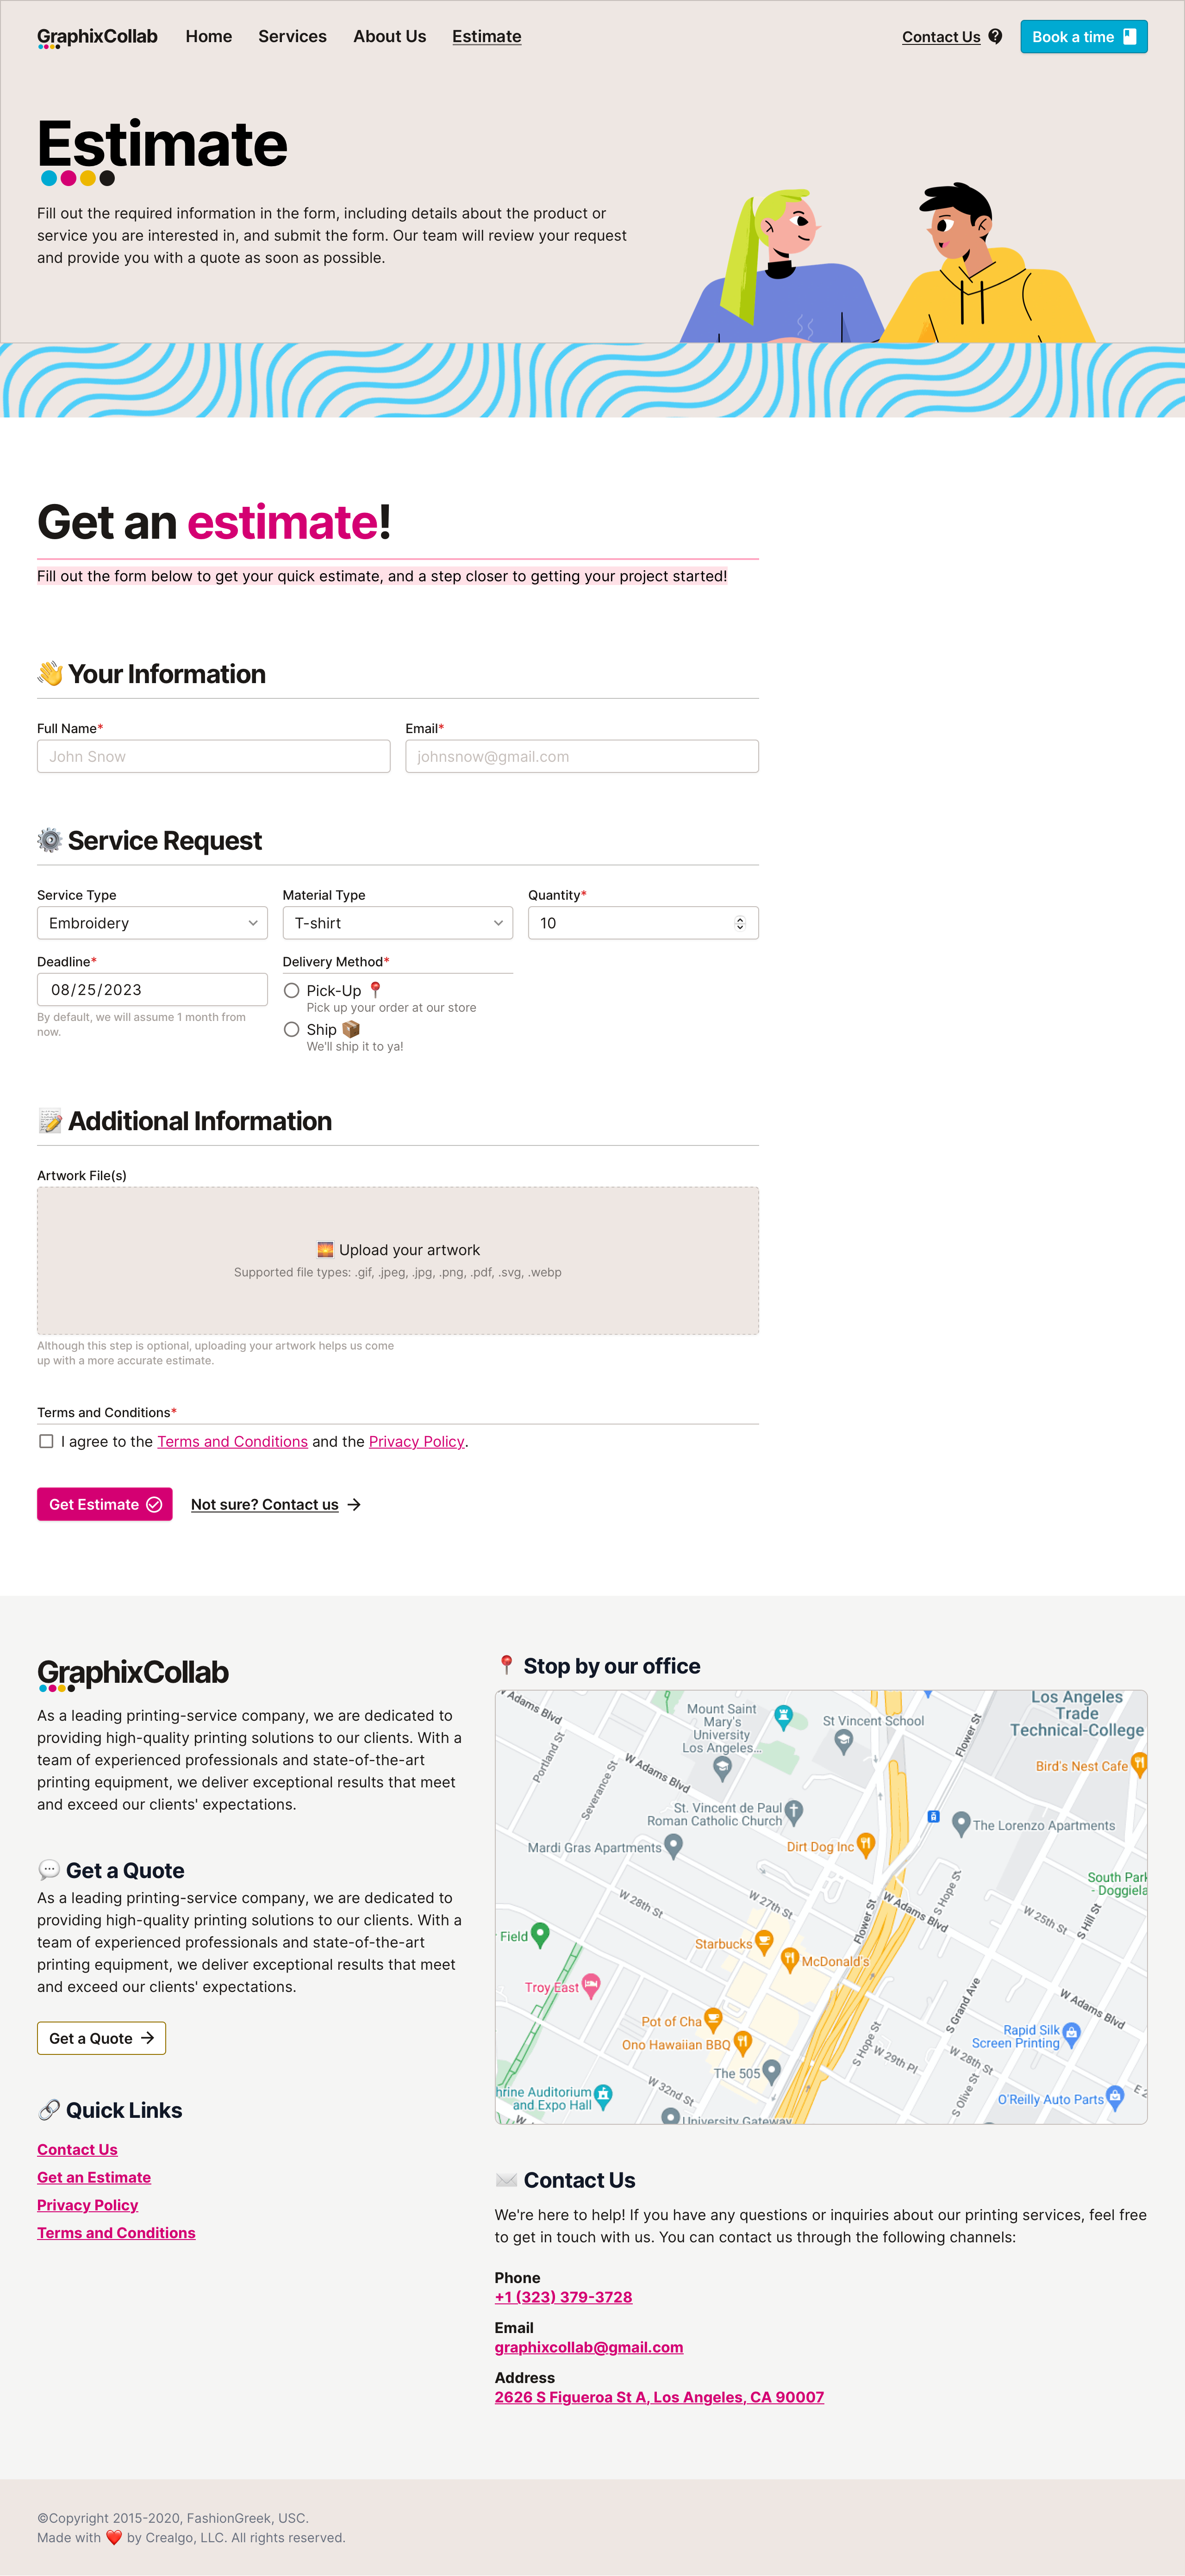 GraphixCollab
Home
Services
About Us
Estimate
Contact Us
Book a time
Estimate
Fill out the required information in the form, including details about the product or
service you are interested in, and submit the form. Our team will review your request
and provide you with a quote as soon as possible.
Get an estimate!
Fill out the form below to get your quick estimate, and a step closer to getting your project started!
👋 Your Information
Full Name*
Email*
John Snow
johnsnow@gmail.com
⚙️ Service Request
Service Type
Material Type
Quantity*
Embroidery
T-shirt
10
Deadline*
Delivery Method*
08/25/2023
By default, we will assume 1 month from
now.
Pick-Up 📍
Pick up your order at our store
Ship 📦
We'll ship it to ya!
📝 Additional Information
Artwork File(s)
🌅 Upload your artwork
Supported file types: .gif, .jpeg, .jpg, .png, .pdf, .svg, .webp
Although this step is optional, uploading your artwork helps us come
up with a more accurate estimate.
Terms and Conditions*
I agree to the Terms and Conditions and the Privacy Policy.
Get Estimate
Not sure? Contact us →
GraphixCollab
As a leading printing-service company, we are dedicated to
providing high-quality printing solutions to our clients. With a
team of experienced professionals and state-of-the-art
printing equipment, we deliver exceptional results that meet
and exceed our clients' expectations.
💬 Get a Quote
As a leading printing-service company, we are dedicated to
providing high-quality printing solutions to our clients. With a
team of experienced professionals and state-of-the-art
printing equipment, we deliver exceptional results that meet
and exceed our clients' expectations.
Get a Quote →
🔗 Quick Links
Contact Us
Get an Estimate
Privacy Policy
Terms and Conditions
📍 Stop by our office
W Adams Blvd
Mount Saint
Mary's
University
Los Angeles...
St Vincent School
Flower St
Los Angeles
Trade
Technical-College
Bird's Nest Cafe
Portland St
Severance St
W Adams Blvd
St. Vincent de Paul
Roman Catholic Church
The Lorenzo Apartments
Mardi Gras Apartments
Dirt Dog Inc
South Park
- Doggiela
W 28th St
W 27th St
Flower St
W Adams Blvd
S Hope St
W 25th St
S Hill St
Field
Starbucks
McDonald's
Troy East
S Grand Ave
W Adams Blvd
Pot of Cha
Ono Hawaiian BBQ
Rapid Silk
Screen Printing
The 505
S Hope St
W 29th Pl
W 28th St
S Olive St
W 32nd St
hrine Auditorium
and Expo Hall
O'Reilly Auto Parts
E 2
W
University Gateway
✉️ Contact Us
We're here to help! If you have any questions or inquiries about our printing services, feel free
to get in touch with us. You can contact us through the following channels:
Phone
+1 (323) 379-3728
Email
graphixcollab@gmail.com
Address
2626 S Figueroa St A, Los Angeles, CA 90007
©Copyright 2015-2020, FashionGreek, USC.
Made with ❤️ by Crealgo, LLC. All rights reserved.